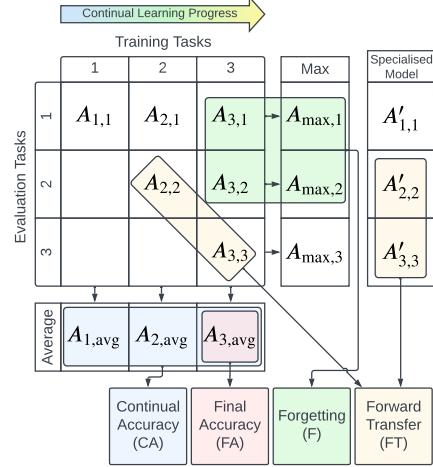 Continual Learning Progress
Training Tasks
1 2 3 Max Specialised
Model
Evaluation Tasks
1 A1,1 A2,1 A3,1 Amax,1 A′1,1
2 A2,2 A3,2 Amax,2 A′2,2
3 A3,3 Amax,3 A′3,3
Average A1,avg A2,avg A3,avg
Continual
Accuracy
(CA)
Final
Accuracy
(FA)
Forgetting
(F)
Forward
Transfer
(FT)